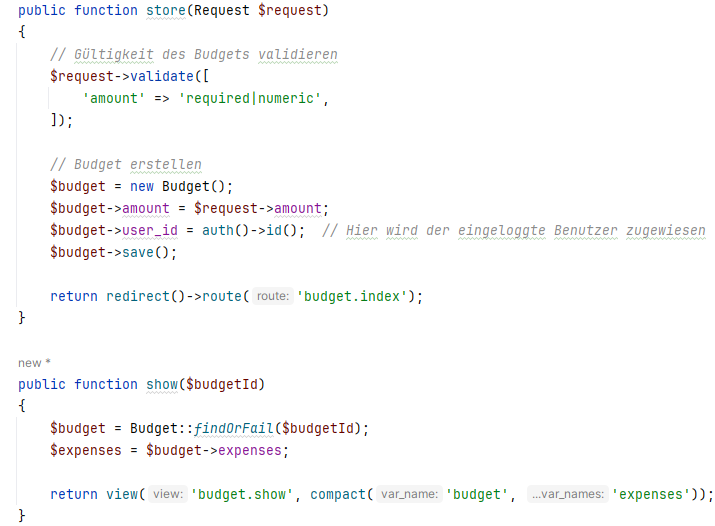 public function store(Request $request)
{
    // Gültigkeit des Budgets validieren
    $request->validate([
        'amount' => 'required|numeric',
    ]);

    // Budget erstellen
    $budget = new Budget();
    $budget->amount = $request->amount;
    $budget->user_id = auth()->id();  // Hier wird der eingeloggte Benutzer zugewiesen
    $budget->save();

    return redirect()->route( route: 'budget.index');
}

new *
public function show($budgetId)
{
    $budget = Budget::findOrFail($budgetId);
    $expenses = $budget->expenses;

    return view( view: 'budget.show', compact( var_name: 'budget', ...var_names: 'expenses'));
}